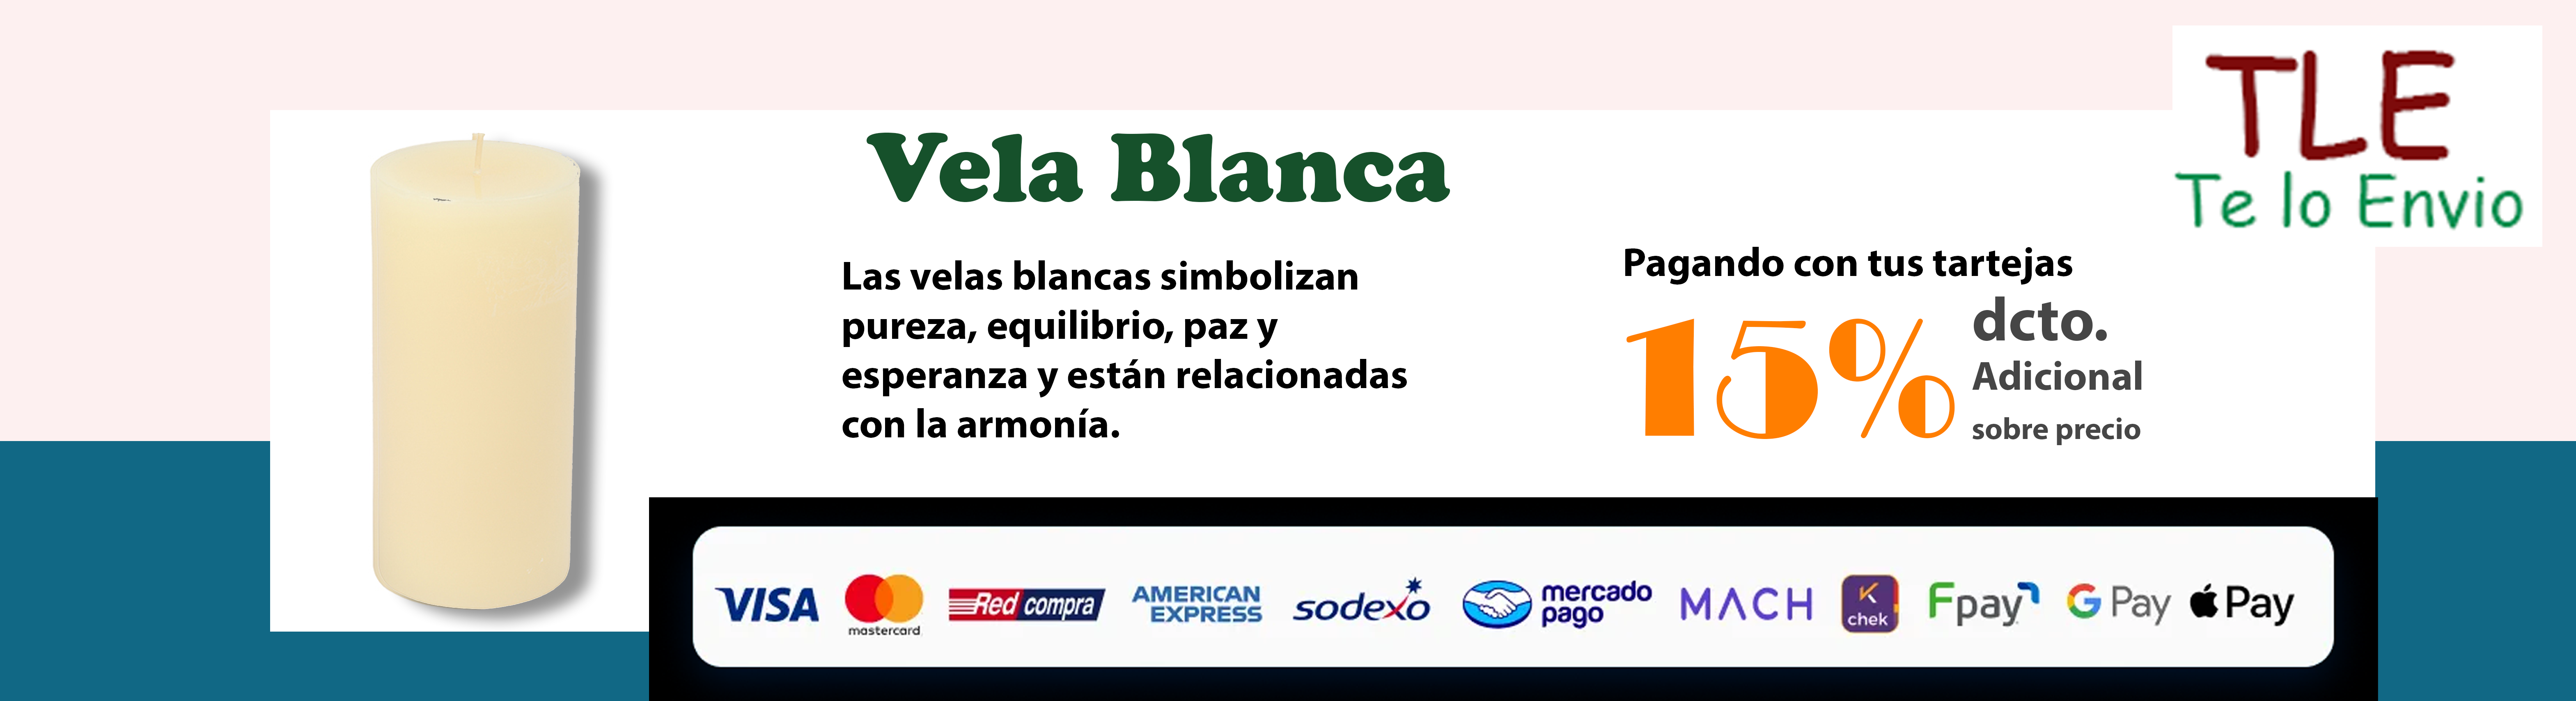 TLE
Te lo Envio
Vela Blanca
Las velas blancas simbolizan
pureza, equilibrio, paz y
esperanza y están relacionadas
con la armonía.
Pagando con tus tartejas
15%
dcto.
Adicional
sobre precio
VISA
mastercard
Red compra
AMERICAN
EXPRESS
sodexo
mercado
pago
MACH
K
chek
Fpay
G Pay
Pay